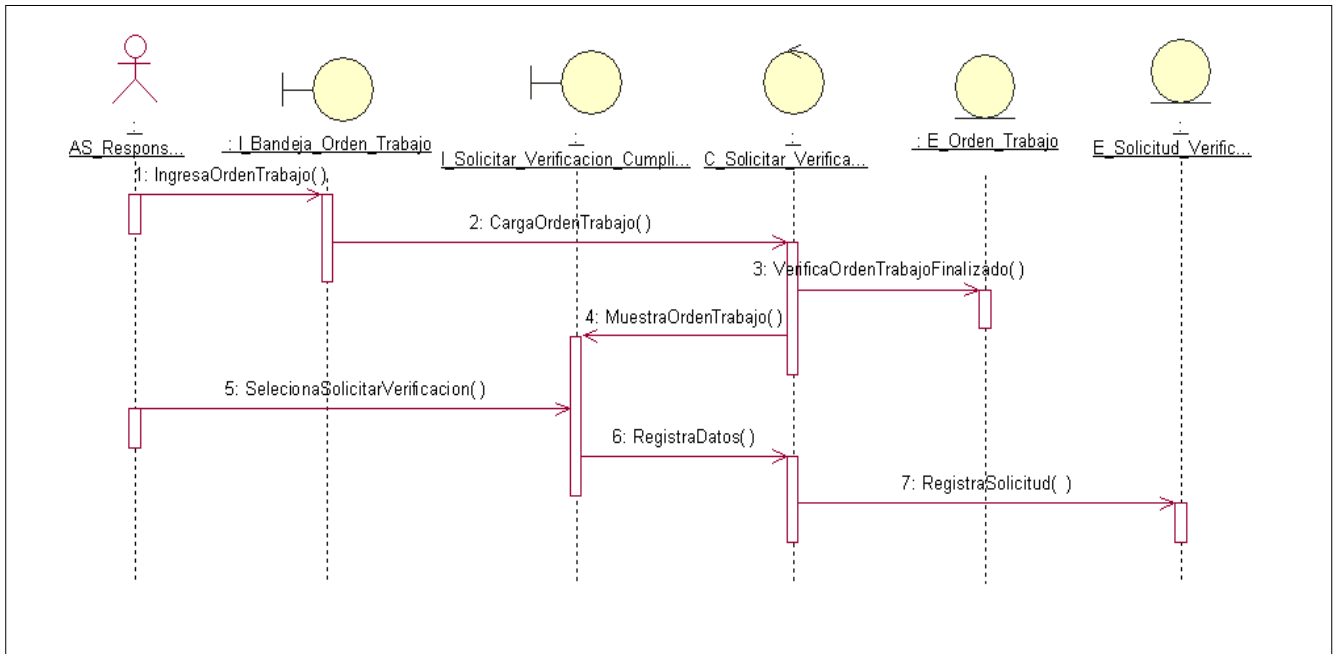 :
AS_Respons...
: I_Bandeja_Orden_Trabajo
:
I_Solicitar_Verificacion_Cumpli...
:
C_Solicitar_Verifica...
: E_Orden_Trabajo
:
E_Solicitud_Verific...
1: IngresaOrdenTrabajo( )
2: CargaOrdenTrabajo( )
3: VerificaOrdenTrabajoFinalizado( )
4: MuestraOrdenTrabajo( )
5: SelecionaSolicitarVerificacion( )
6: RegistraDatos( )
7: RegistraSolicitud( )